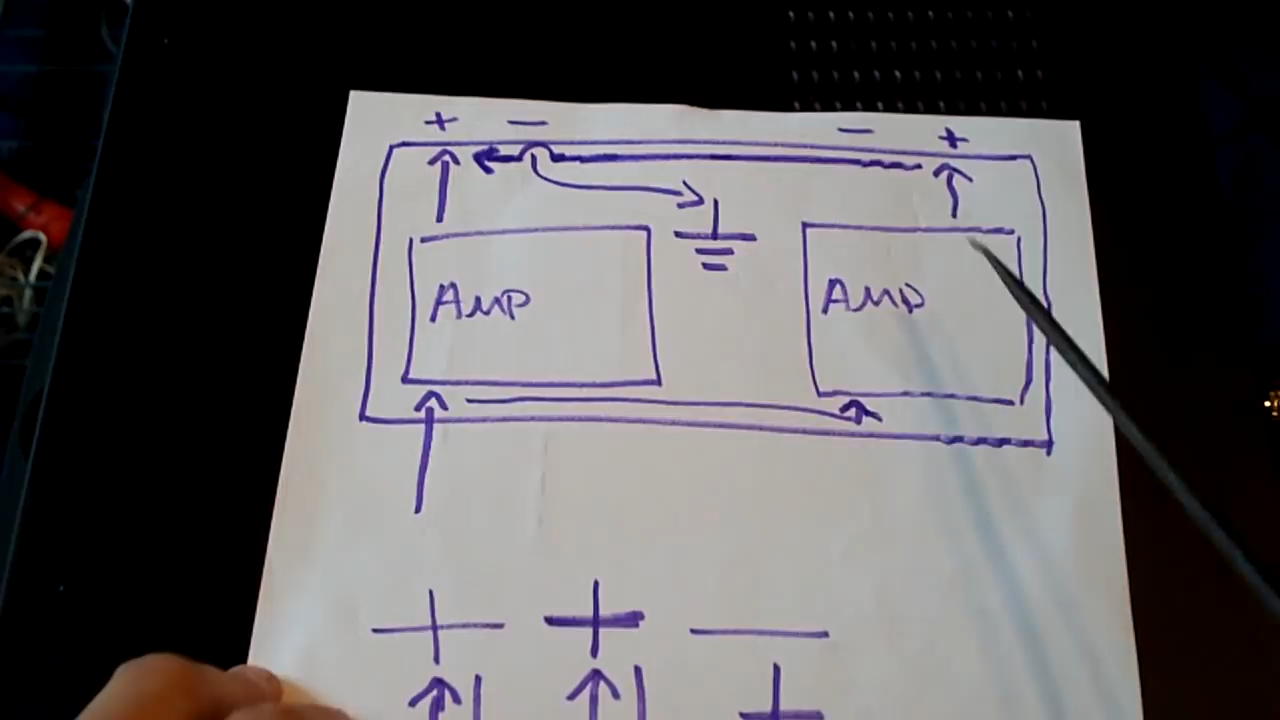 + − − +
AMP AMP
+ + −